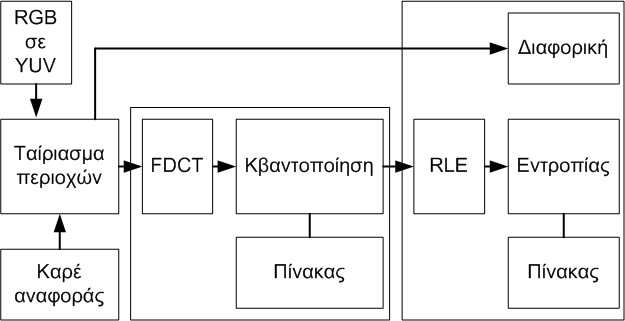 RGB
σε
YUV
Διαφορική
Ταίριασμα
περιοχών
FDCT
Κβαντοποίηση
RLE
Εντροπίας
Καρέ
αναφοράς
Πίνακας
Πίνακας